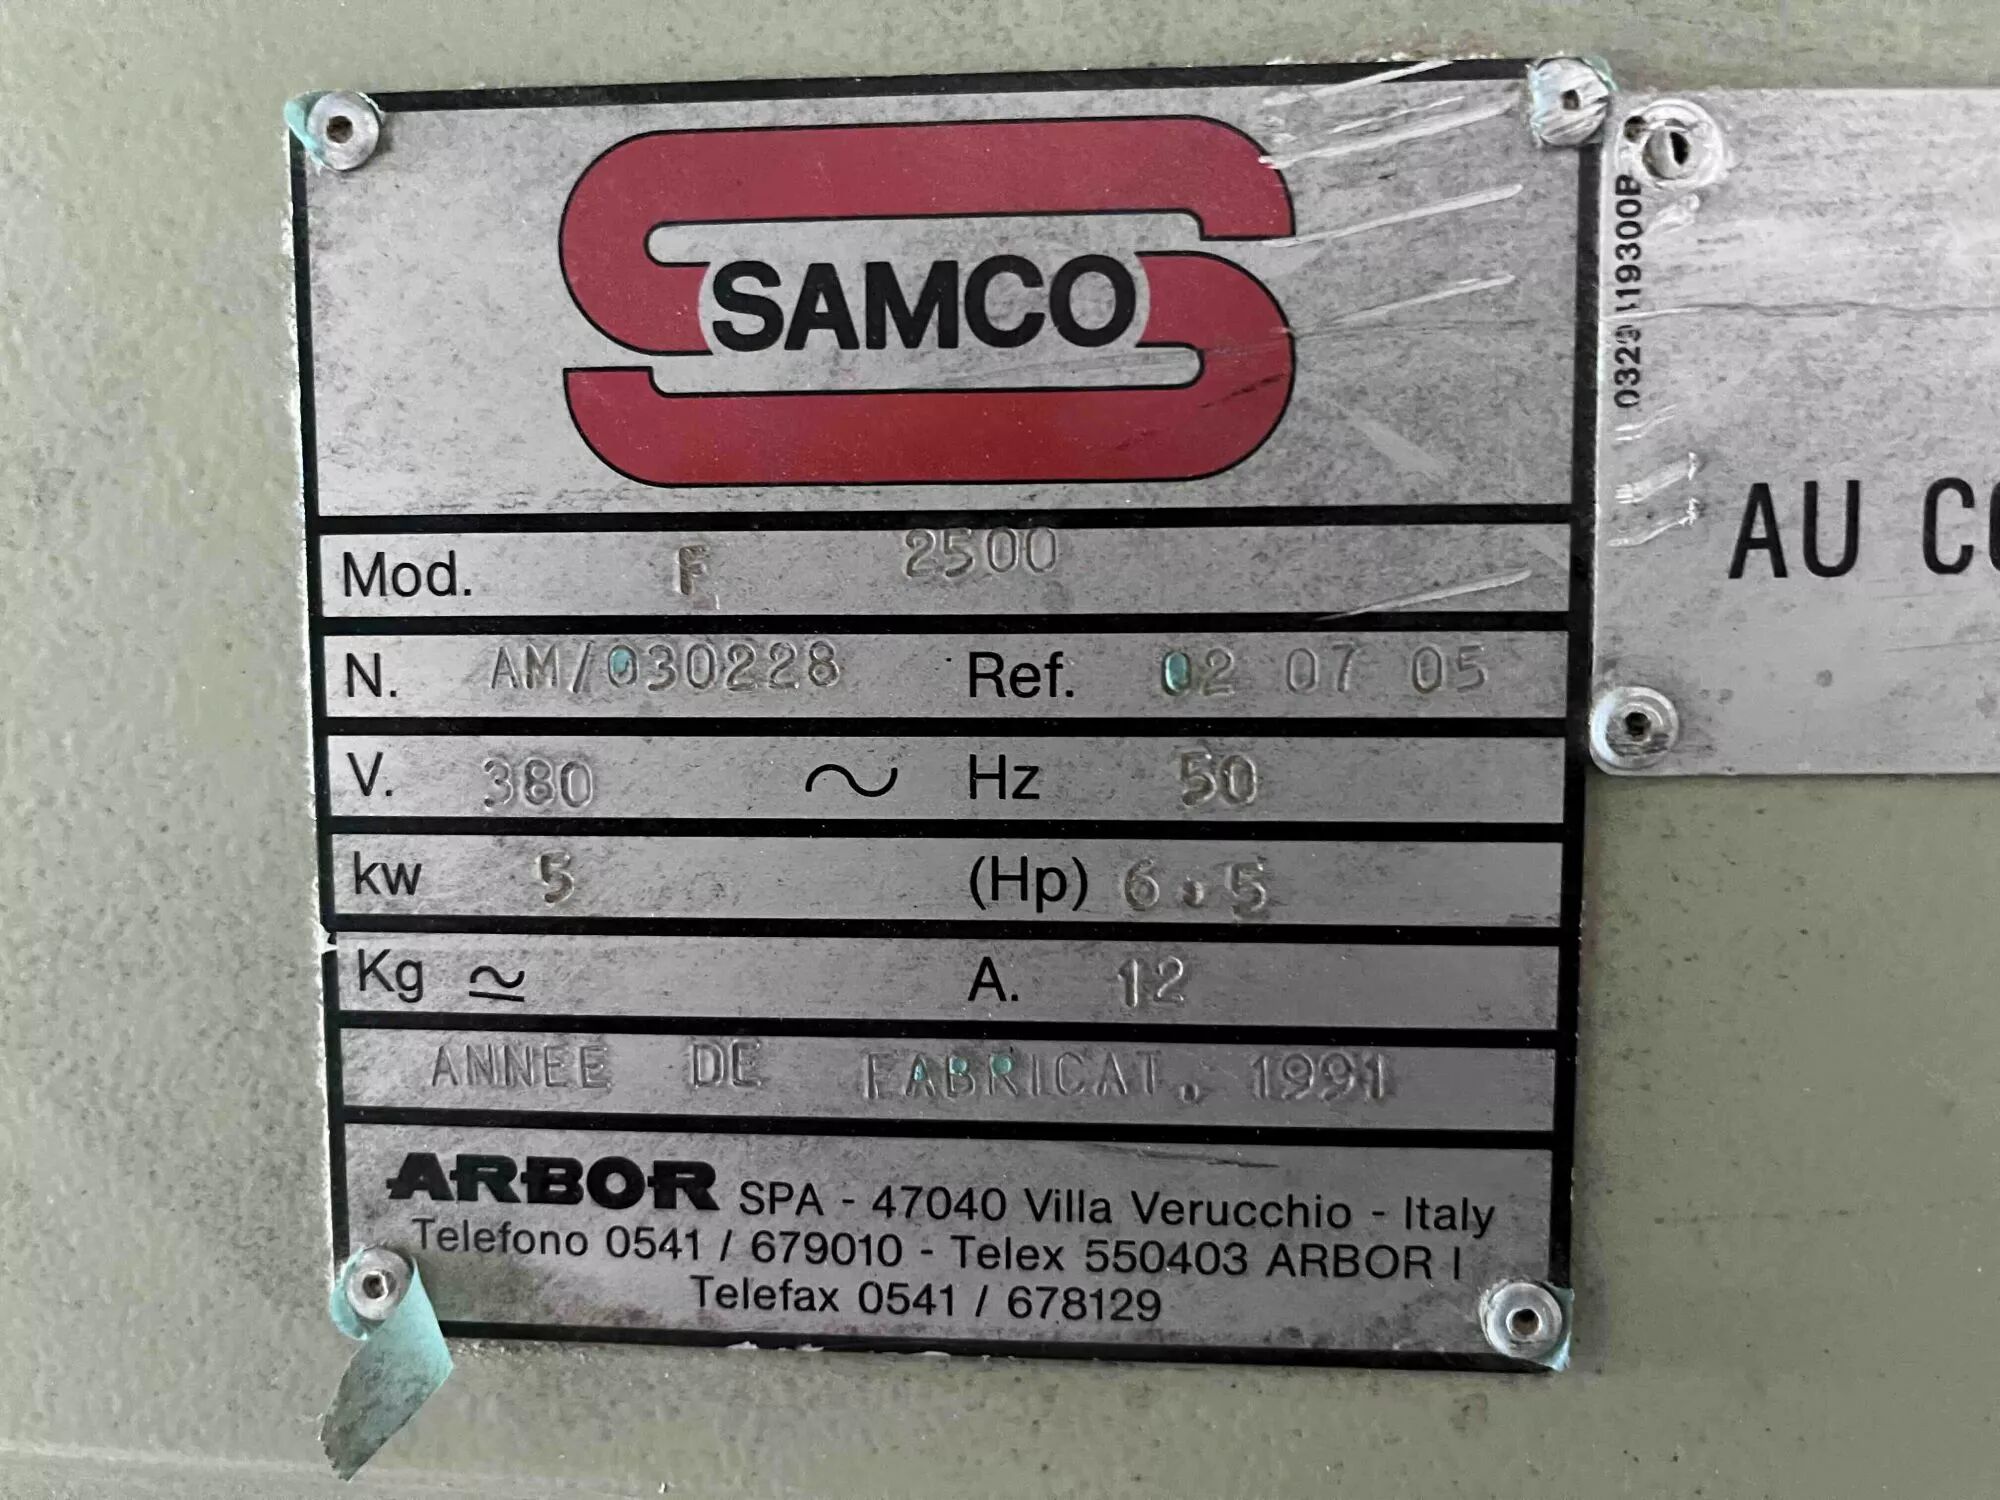 SAMCO
Mod. F 2500
N. AM/030228 Ref. 02 07 05
V. 380 ~ Hz 50
kw 5 (Hp) 6.5
Kg ≃ A. 12
ANNEE DE FABRICAT. 1991
ARBOR SPA - 47040 Villa Verucchio - Italy
Telefono 0541 / 679010 - Telex 550403 ARBOR I
Telefax 0541 / 678129
AU